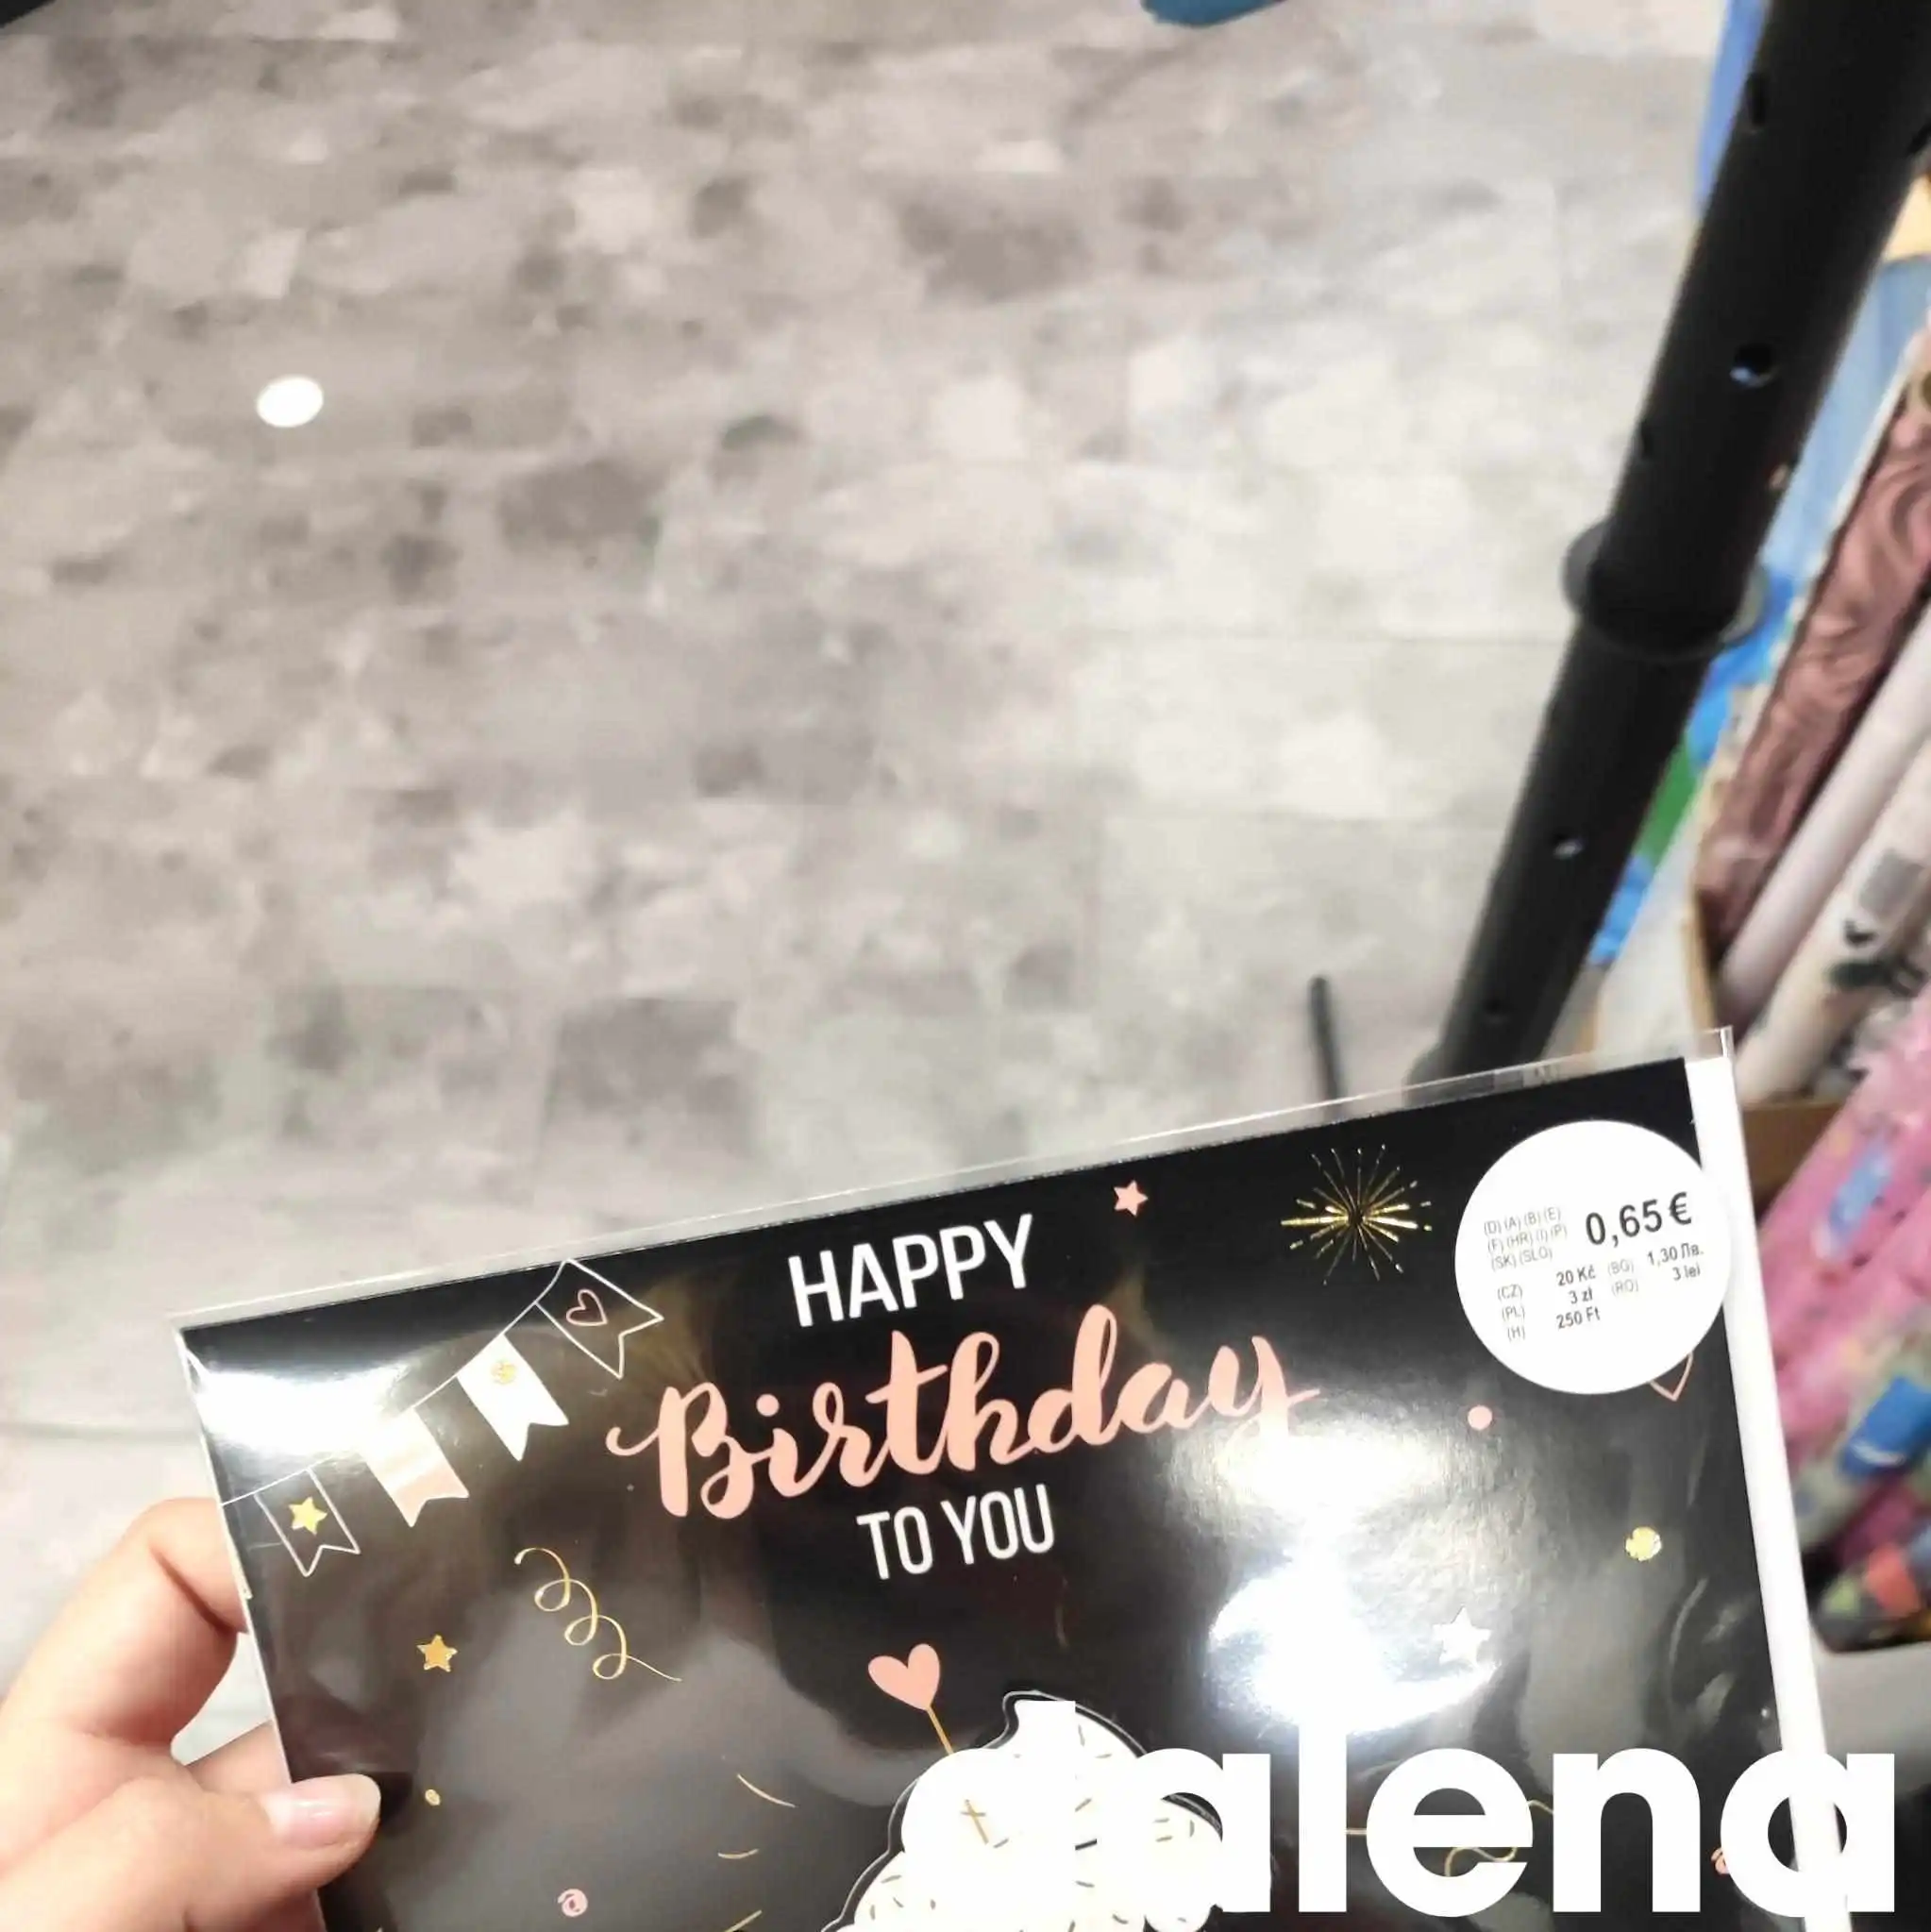 HAPPY
Birthday
TO YOU
(D) (A) (B) (E)
(F) (HR) (I) (P)
(SK) (SLO)
0,65 €
(CZ) 20 Kč (BG) 1,30 Лв.
(PL) 3 zł (RO) 3 lei
(H) 250 Ft
dalena